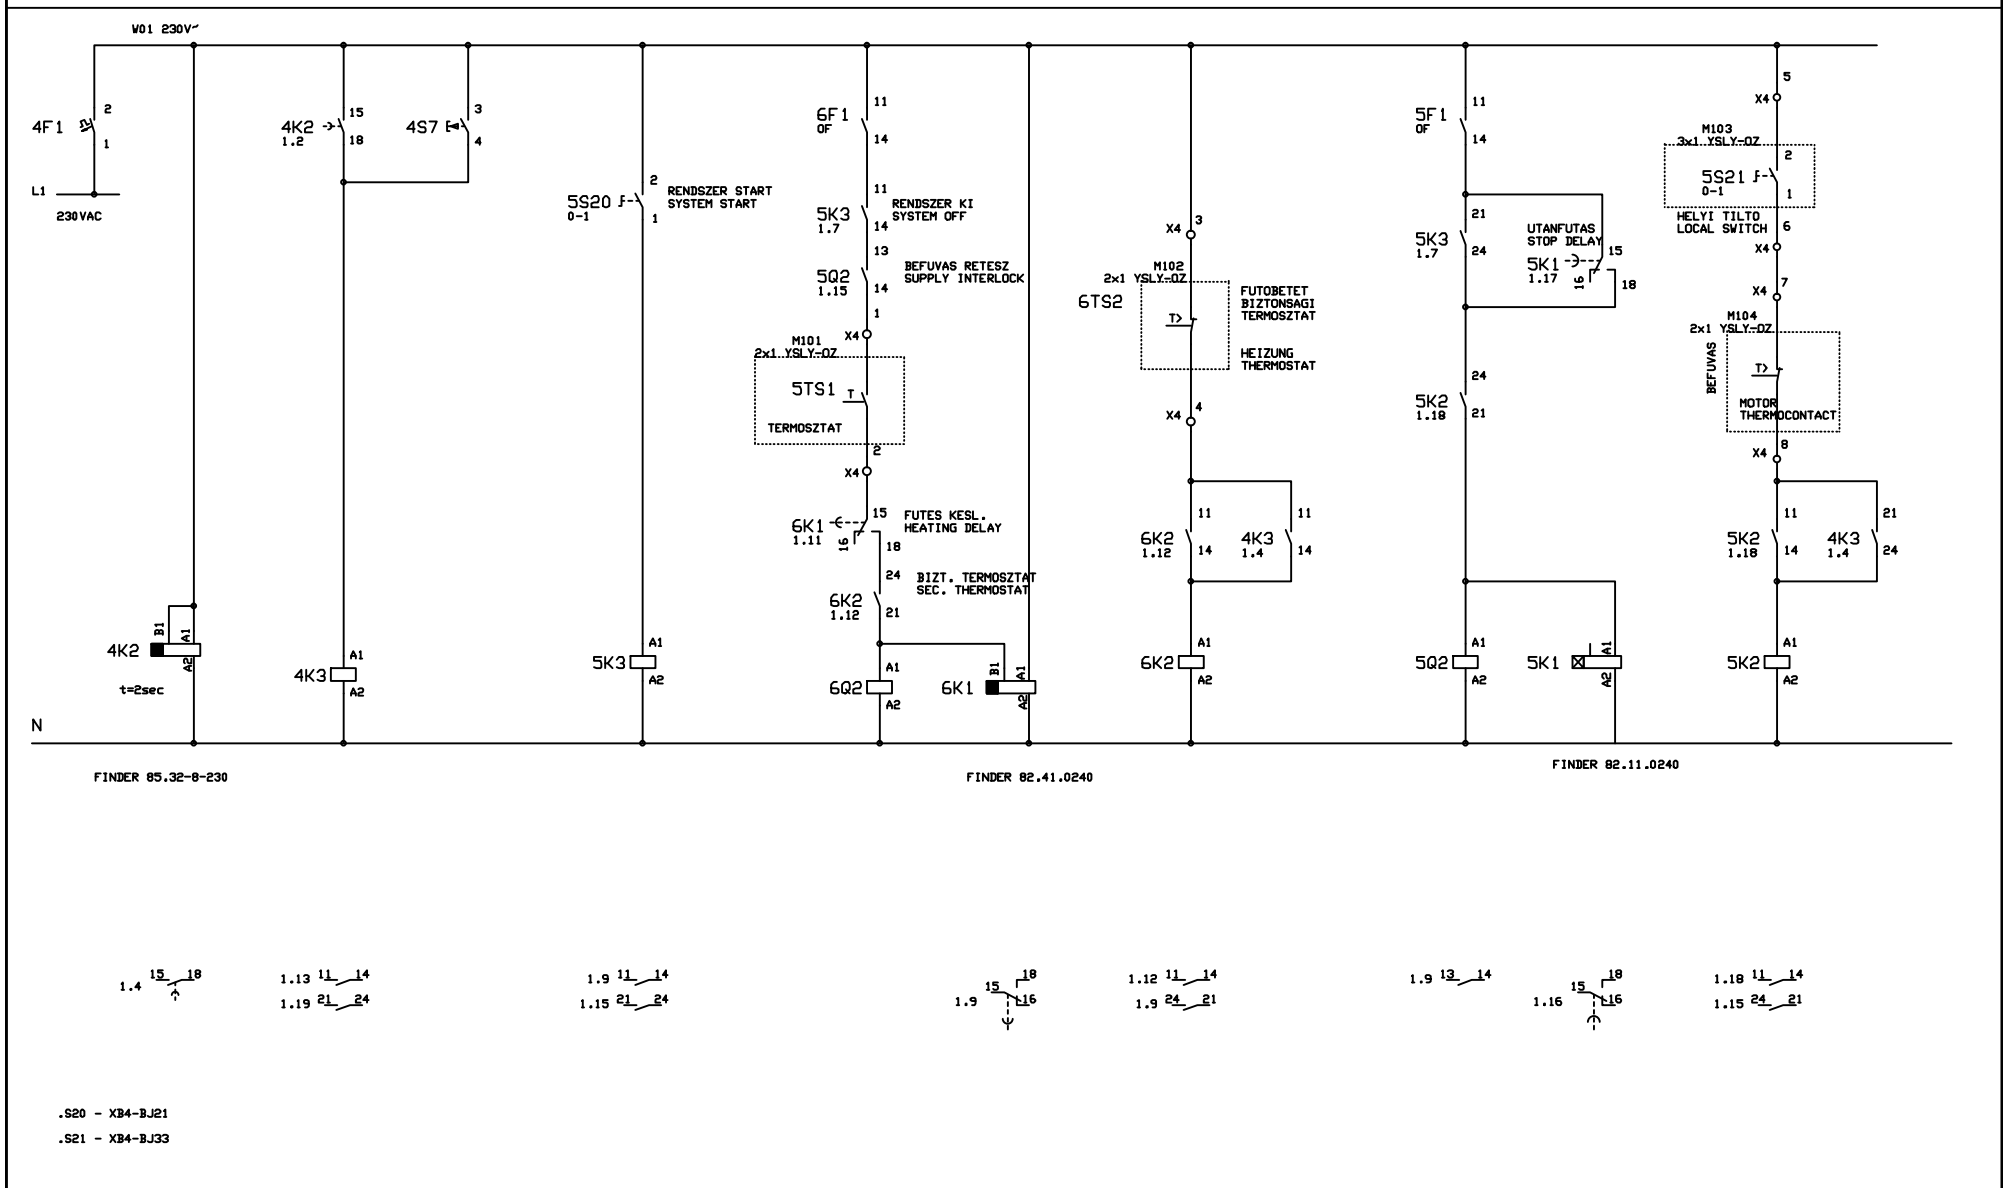 W01 230V~
4F1
2
1
L1
230VAC
4K2
1.2
15
18
4S7
3
4
5S20
0-1
2
1
RENDSZER START
SYSTEM START
6F1
OF
11
14
5K3
1.7
11
14
RENDSZER KI
SYSTEM OFF
5Q2
1.15
13
14
BEFUVAS RETESZ
SUPPLY INTERLOCK
1
X4
M101
2x1 YSLY-OZ
5TS1
T
TERMOSZTAT
2
X4
6K1
1.11
15
16
18
FUTES KESL.
HEATING DELAY
6K2
1.12
24
21
BIZT. TERMOSZTAT
SEC. THERMOSTAT
X4
3
M102
2x1 YSLY-OZ
6TS2
T>
FUTOBETET
BIZTONSAGI
TERMOSZTAT
HEIZUNG
THERMOSTAT
X4
4
6K2
1.12
11
14
4K3
1.4
11
14
5F1
OF
11
14
5K3
1.7
21
24
UTANFUTAS
STOP DELAY
5K1
1.17
15
16
18
5K2
1.18
24
21
5
X4
M103
3x1 YSLY-OZ
5S21
0-1
2
1
HELYI TILTO
LOCAL SWITCH
6
X4
7
X4
M104
2x1 YSLY-OZ
BEFUVAS
T>
MOTOR
THERMOCONTACT
8
X4
5K2
1.18
11
14
4K3
1.4
21
24
4K2
B1
A1
A2
t=2sec
4K3
A1
A2
5K3
A1
A2
6Q2
A1
A2
6K1
B1
A1
A2
6K2
A1
A2
5Q2
A1
A2
5K1
A1
A2
5K2
A1
A2
N
FINDER 85.32-8-230
FINDER 82.41.0240
FINDER 82.11.0240
1.4 15 18
1.13 11 14
1.19 21 24
1.9 11 14
1.15 21 24
1.9 15 18
16
1.12 11 14
1.9 24 21
1.9 13 14
1.16 15 18
16
1.18 11 14
1.15 24 21
.S20 - XB4-BJ21
.S21 - XB4-BJ33